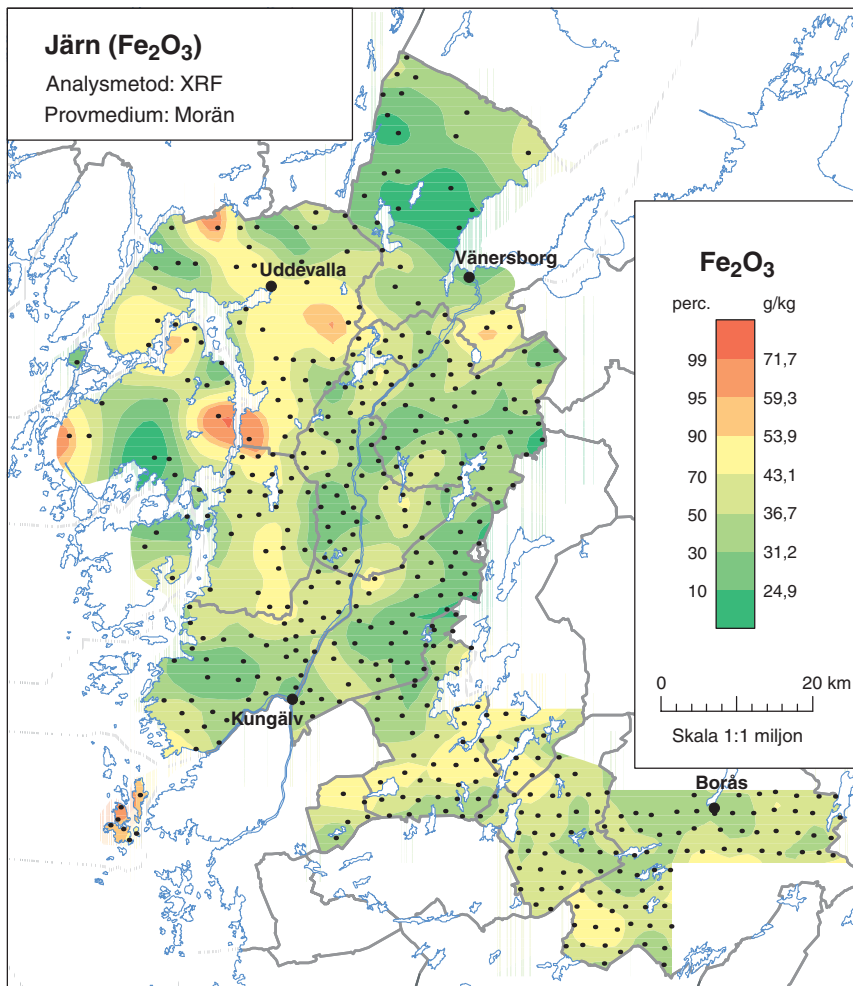 Järn (Fe₂O₃)
Analysmetod: XRF
Provmedium: Morän
Uddevalla
Vänersborg
Kungälv
Borås
Fe₂O₃
perc. g/kg
99 71,7
95 59,3
90 53,9
70 43,1
50 36,7
30 31,2
10 24,9
0 20 km
Skala 1:1 miljon